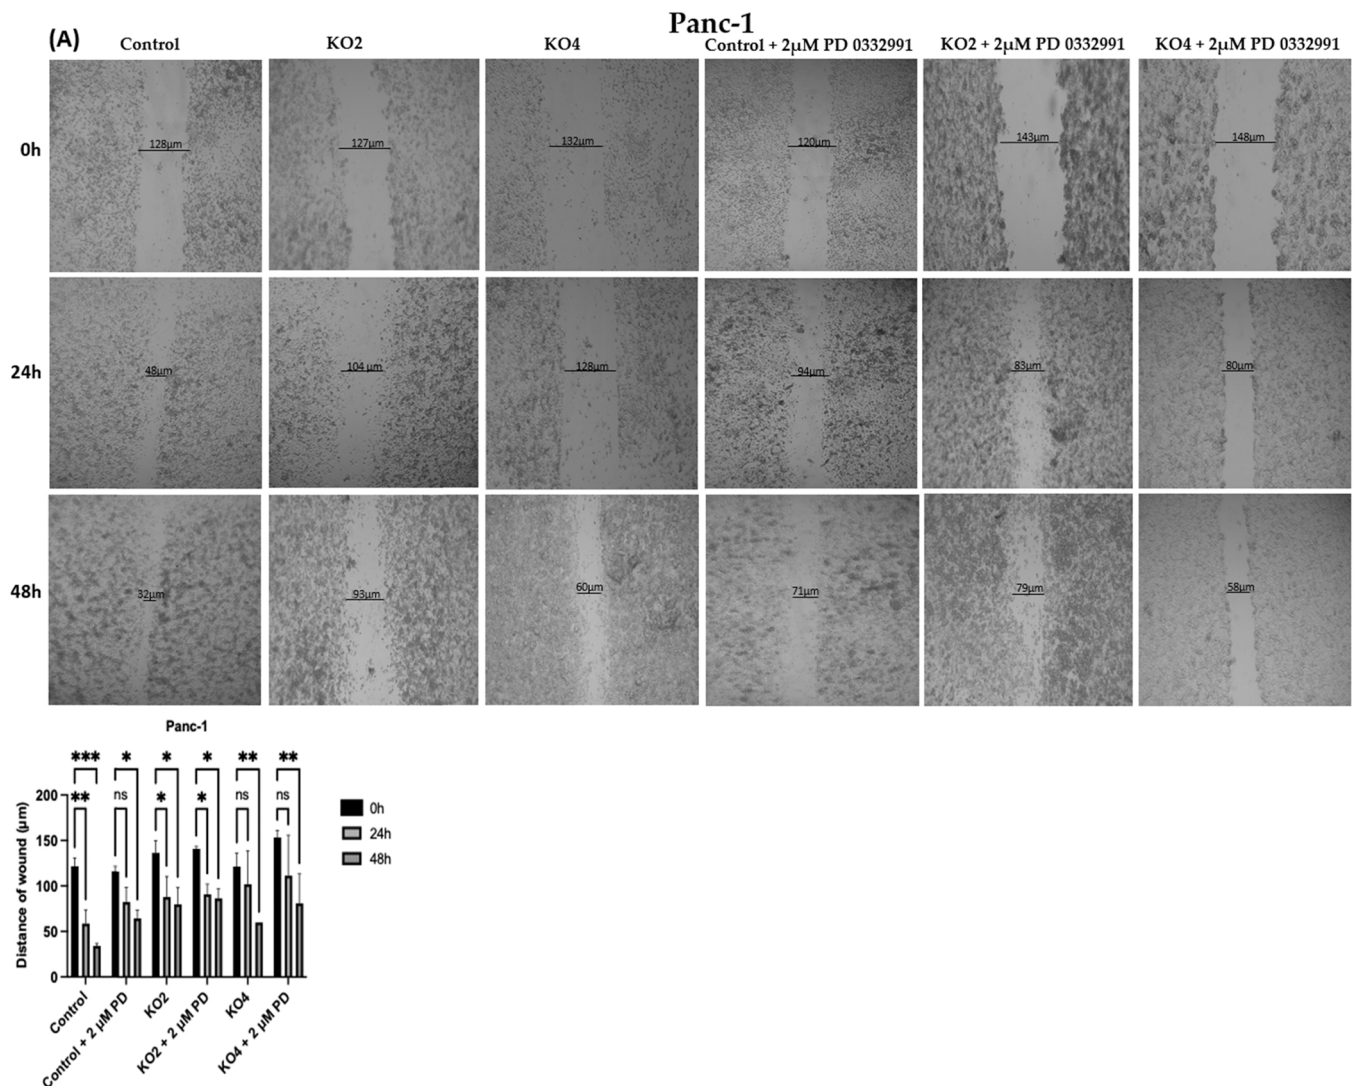 Panc-1
(A)
Control
KO2
KO4
Control + 2µM PD 0332991
KO2 + 2µM PD 0332991
KO4 + 2µM PD 0332991
0h
128µm
127µm
132µm
120µm
143µm
148µm
24h
48µm
104 µm
128µm
94µm
83µm
80µm
48h
32µm
93µm
60µm
71µm
79µm
58µm
Panc-1
*** * * * ** **
** ns * * ns ns
Distance of wound (µm)
200
150
100
50
0
0h
24h
48h
Control
Control + 2 µM PD
KO2
KO2 + 2 µM PD
KO4
KO4 + 2 µM PD